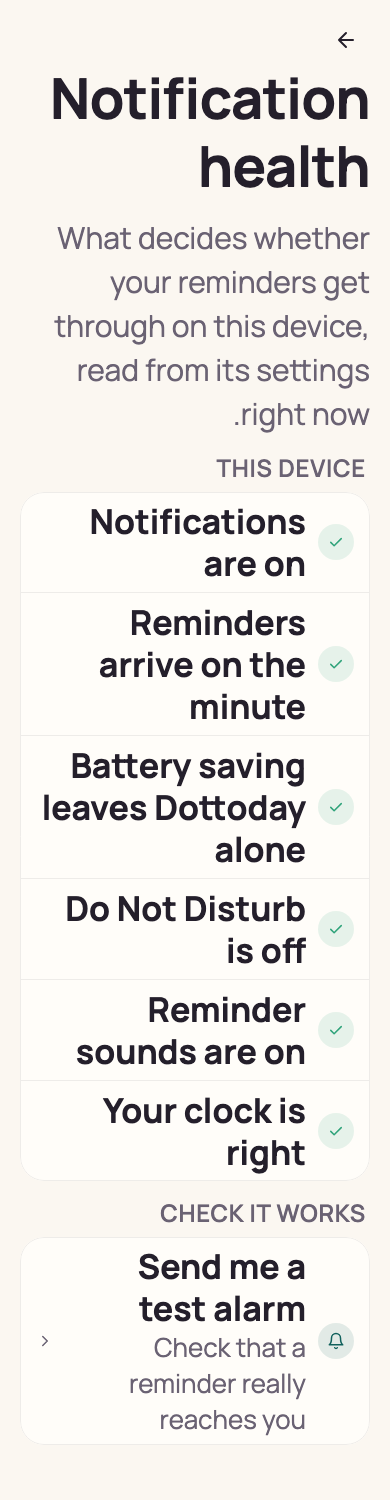 Notification
health
What decides whether
your reminders get
through on this device,
read from its settings
.right now
THIS DEVICE
Notifications
are on
Reminders
arrive on the
minute
Battery saving
leaves Dottoday
alone
Do Not Disturb
is off
Reminder
sounds are on
Your clock is
right
CHECK IT WORKS
Send me a
test alarm
Check that a
reminder really
reaches you